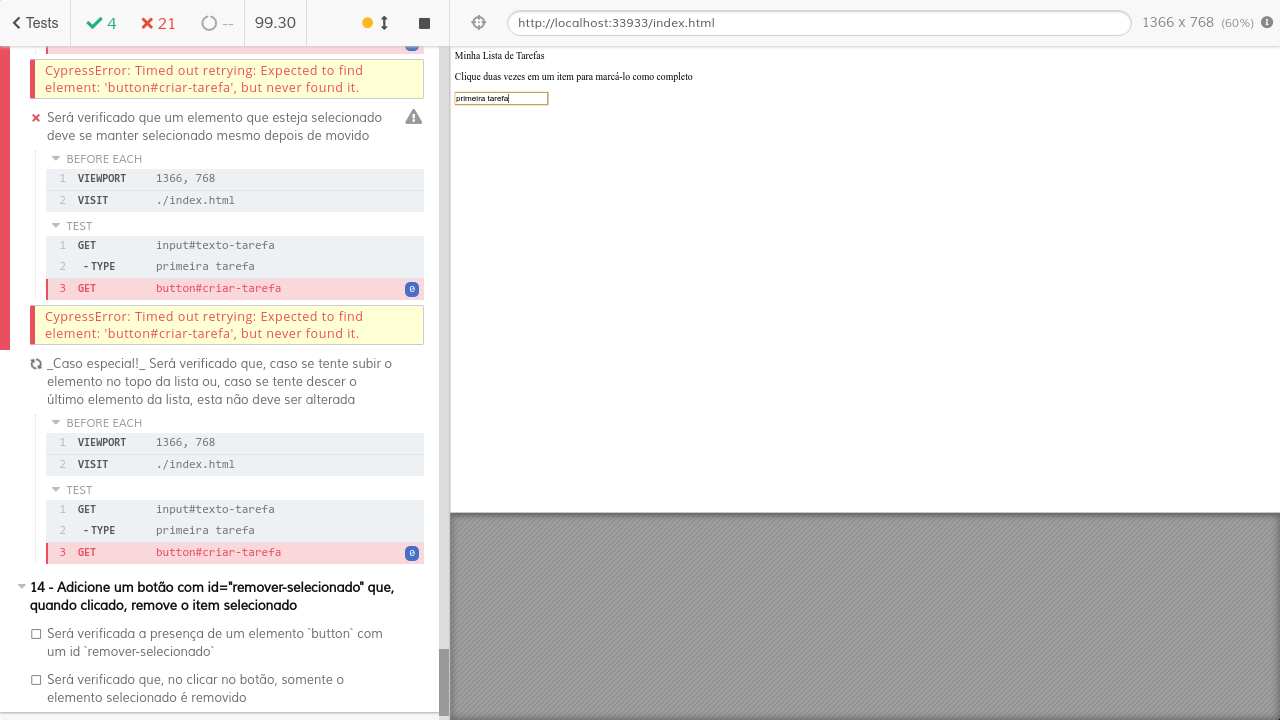 Tests 4 21 -- 99.30 http://localhost:33933/index.html 1366 x 768 (60%)
CypressError: Timed out retrying: Expected to find
element: 'button#criar-tarefa', but never found it.
Será verificado que um elemento que esteja selecionado
deve se manter selecionado mesmo depois de movido
BEFORE EACH
1 VIEWPORT 1366, 768
2 VISIT ./index.html
TEST
1 GET input#texto-tarefa
2 -TYPE primeira tarefa
3 GET button#criar-tarefa 0
CypressError: Timed out retrying: Expected to find
element: 'button#criar-tarefa', but never found it.
_Caso especial!_ Será verificado que, caso se tente subir o
elemento no topo da lista ou, caso se tente descer o
último elemento da lista, esta não deve ser alterada
BEFORE EACH
1 VIEWPORT 1366, 768
2 VISIT ./index.html
TEST
1 GET input#texto-tarefa
2 -TYPE primeira tarefa
3 GET button#criar-tarefa 0
14 - Adicione um botão com id="remover-selecionado" que,
quando clicado, remove o item selecionado
Será verificada a presença de um elemento `button` com
um id `remover-selecionado`
Será verificado que, no clicar no botão, somente o
elemento selecionado é removido
Minha Lista de Tarefas
Clique duas vezes em um item para marcá-lo como completo
primeira tarefa